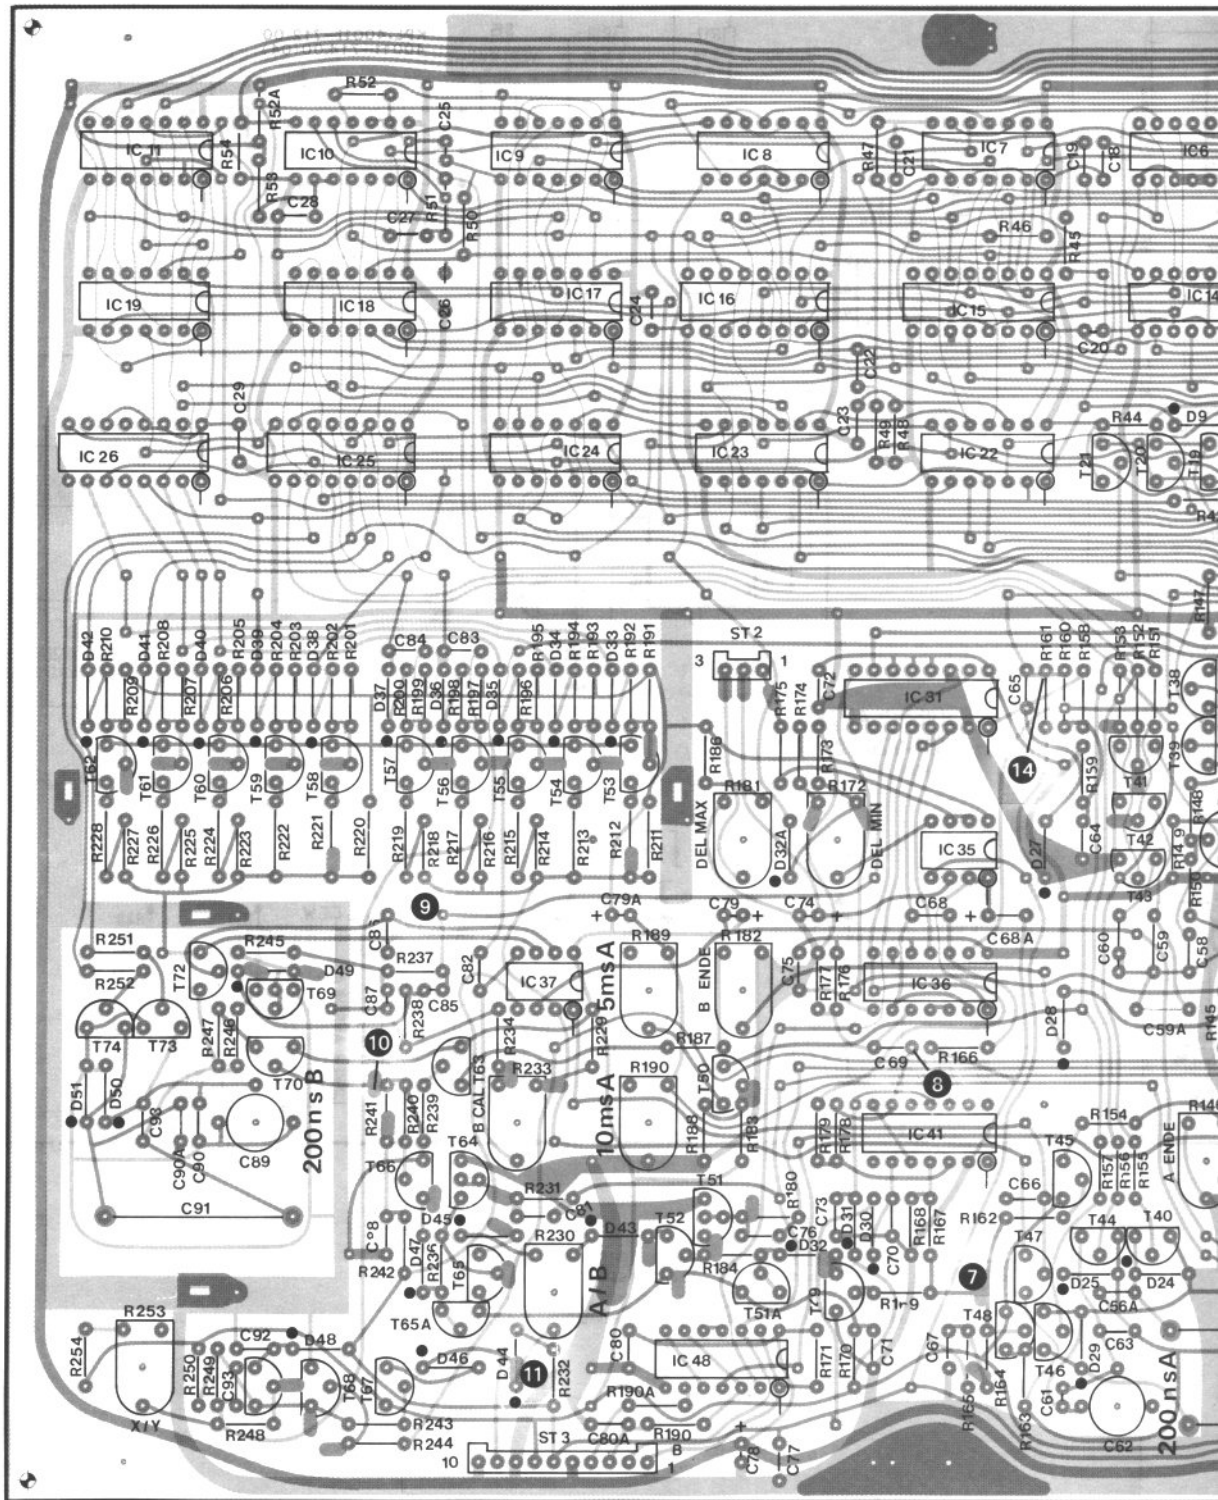 R52
R52A
C25
IC 11
R54
IC10
IC 9
IC 8
R47
C21
IC 7
C19
C18
IC6
R53
C28
C27
R51
R50
R46
R45
IC 19
IC 18
C26
IC 17
C24
IC 16
IC 15
IC14
C20
C22
C29
C23
R49
R48
R44
D9
IC 26
IC 25
IC 24
IC 23
IC 22
T21
T20
T19
R147
ST 2
3
1
D42
R210
D41
R208
D40
R205
D39
R204
R203
D38
R202
R201
C84
C83
R195
D34
R194
R193
D33
R192
R191
R209
R207
R206
D37
R200
R199
D36
R198
R197
D35
R196
R175
R174
C72
IC 31
C65
R161
R160
R158
R153
R152
R151
T38
R186
R173
T62
T61
T60
T59
T58
T57
T56
T55
T54
T53
R181
R172
14
R159
T41
T39
R148
DEL MAX
D32A
DEL MIN
IC 35
D27
C64
T42
R149
R228
R227
R226
R225
R224
R223
R222
R221
R220
R219
R218
R217
R216
R215
R214
R213
R212
R211
T43
R150
9
C79A
+
C79
+
C74
+
C68
+
R251
R245
R237
C82
R189
R182
C68A
C60
C59
C58
R252
T72
D49
T69
C87
C85
IC 37
5msA
B ENDE
C75
R177
R176
IC 36
T74
T73
R247
R246
R238
R234
R229
D28
C59A
R145
T70
10
R187
C69
R166
8
D51
D50
C93
C90A
C90
C89
200nsB
R241
R240
R239
B CAL
T63
R233
R190
10msA
T50
R188
R183
R179
R178
IC 41
R154
T45
R157
R156
R155
A ENDE
T66
T64
C91
R231
C81
T51
R180
C73
D31
D30
R168
R167
C66
R162
D45
R230
D43
T52
C76
D32
C70
T47
T44
T40
D47
R236
R242
T65
A/B
R184
T51A
T49
7
D25
D24
C56A
R253
T65A
T48
R254
C92
D48
D46
D44
R232
C80
IC 48
R171
R170
C71
C67
T46
D29
C63
R250
R249
C93
T68
T67
11
R190A
R165
R164
R163
C61
C62
200nsA
X/Y
R248
R243
R244
ST 3
C80A
R190
+
C78
C77
10
B
1